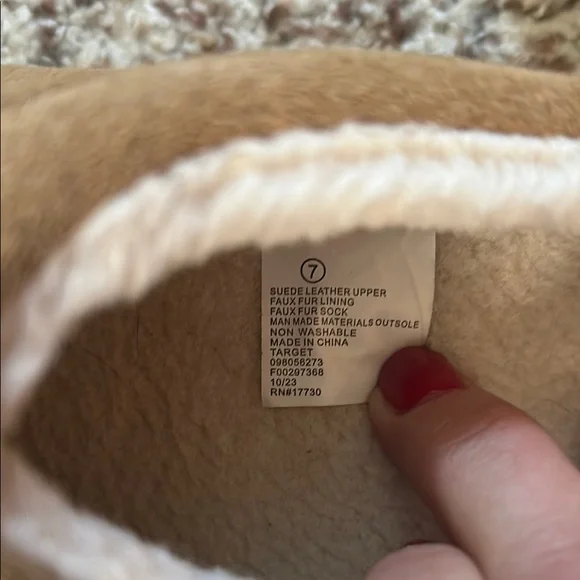 7
SUEDE LEATHER UPPER
FAUX FUR LINING
FAUX FUR SOCK
MAN MADE MATERIALS OUTSOLE
NON WASHABLE
MADE IN CHINA
TARGET
098056273
F00297368
10/23
RN#17730